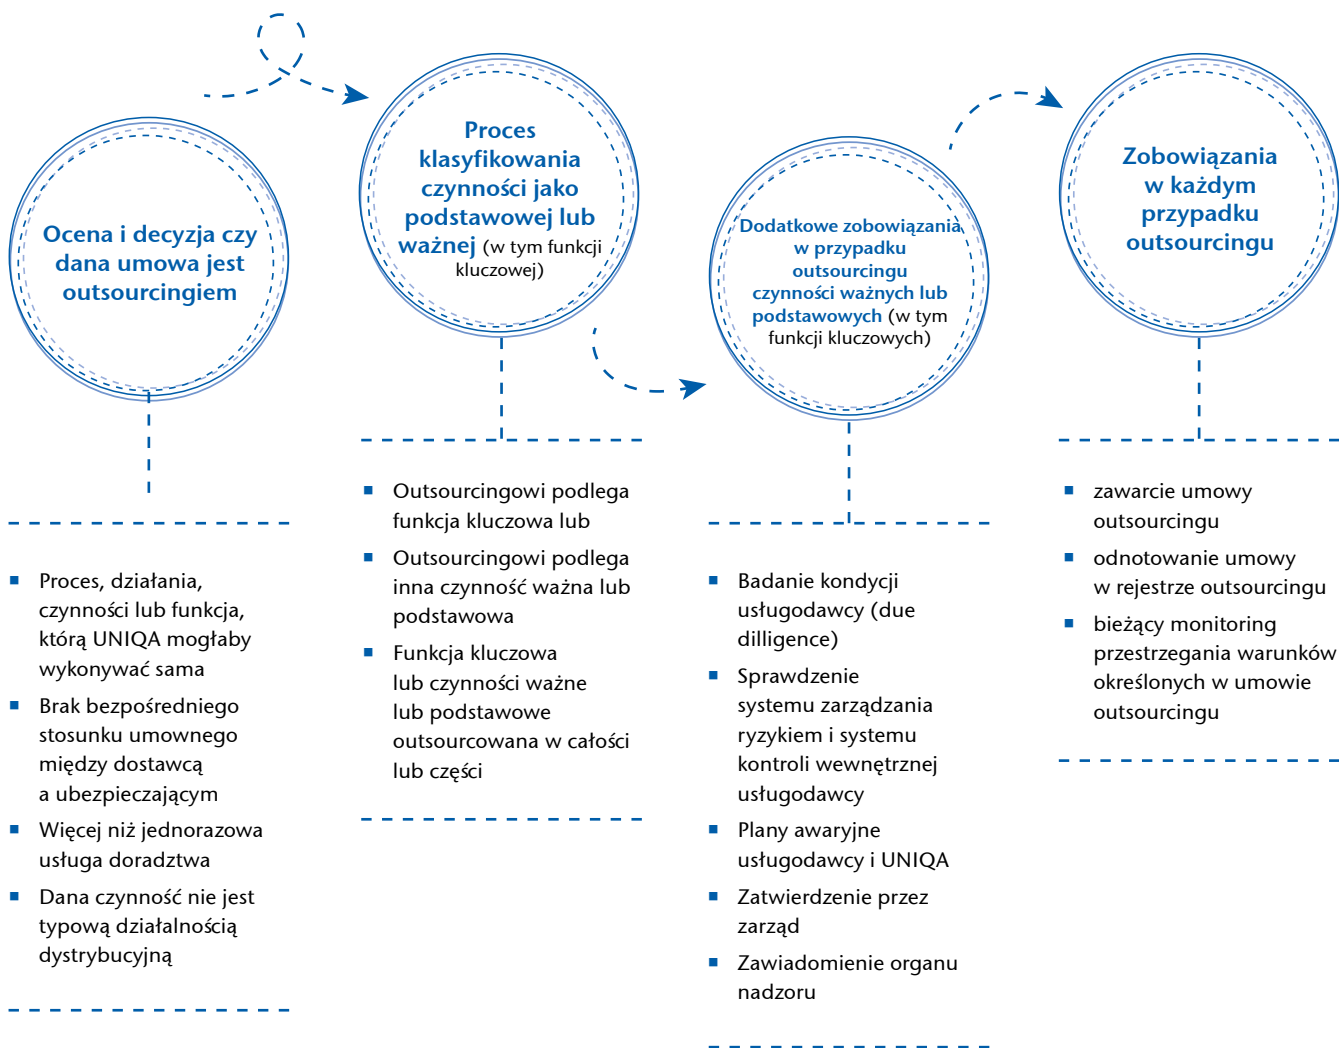 Ocena i decyzja czy
dana umowa jest
outsourcingiem
■ Proces, działania,
czynności lub funkcja,
którą UNIQA mogłaby
wykonywać sama
■ Brak bezpośredniego
stosunku umownego
między dostawcą
a ubezpieczającym
■ Więcej niż jednorazowa
usługa doradztwa
■ Dana czynność nie jest
typową działalnością
dystrybucyjną
Proces
klasyfikowania
czynności jako
podstawowej lub
ważnej (w tym funkcji
kluczowej)
■ Outsourcingowi podlega
funkcja kluczowa lub
■ Outsourcingowi podlega
inna czynność ważna lub
podstawowa
■ Funkcja kluczowa
lub czynności ważne
lub podstawowe
outsourcowana w całości
lub części
Dodatkowe zobowiązania
w przypadku
outsourcingu
czynności ważnych lub
podstawowych (w tym
funkcji kluczowych)
■ Badanie kondycji
usługodawcy (due
dilligence)
■ Sprawdzenie
systemu zarządzania
ryzykiem i systemu
kontroli wewnętrznej
usługodawcy
■ Plany awaryjne
usługodawcy i UNIQA
■ Zatwierdzenie przez
zarząd
■ Zawiadomienie organu
nadzoru
Zobowiązania
w każdym
przypadku
outsourcingu
■ zawarcie umowy
outsourcingu
■ odnotowanie umowy
w rejestrze outsourcingu
■ bieżący monitoring
przestrzegania warunków
określonych w umowie
outsourcingu